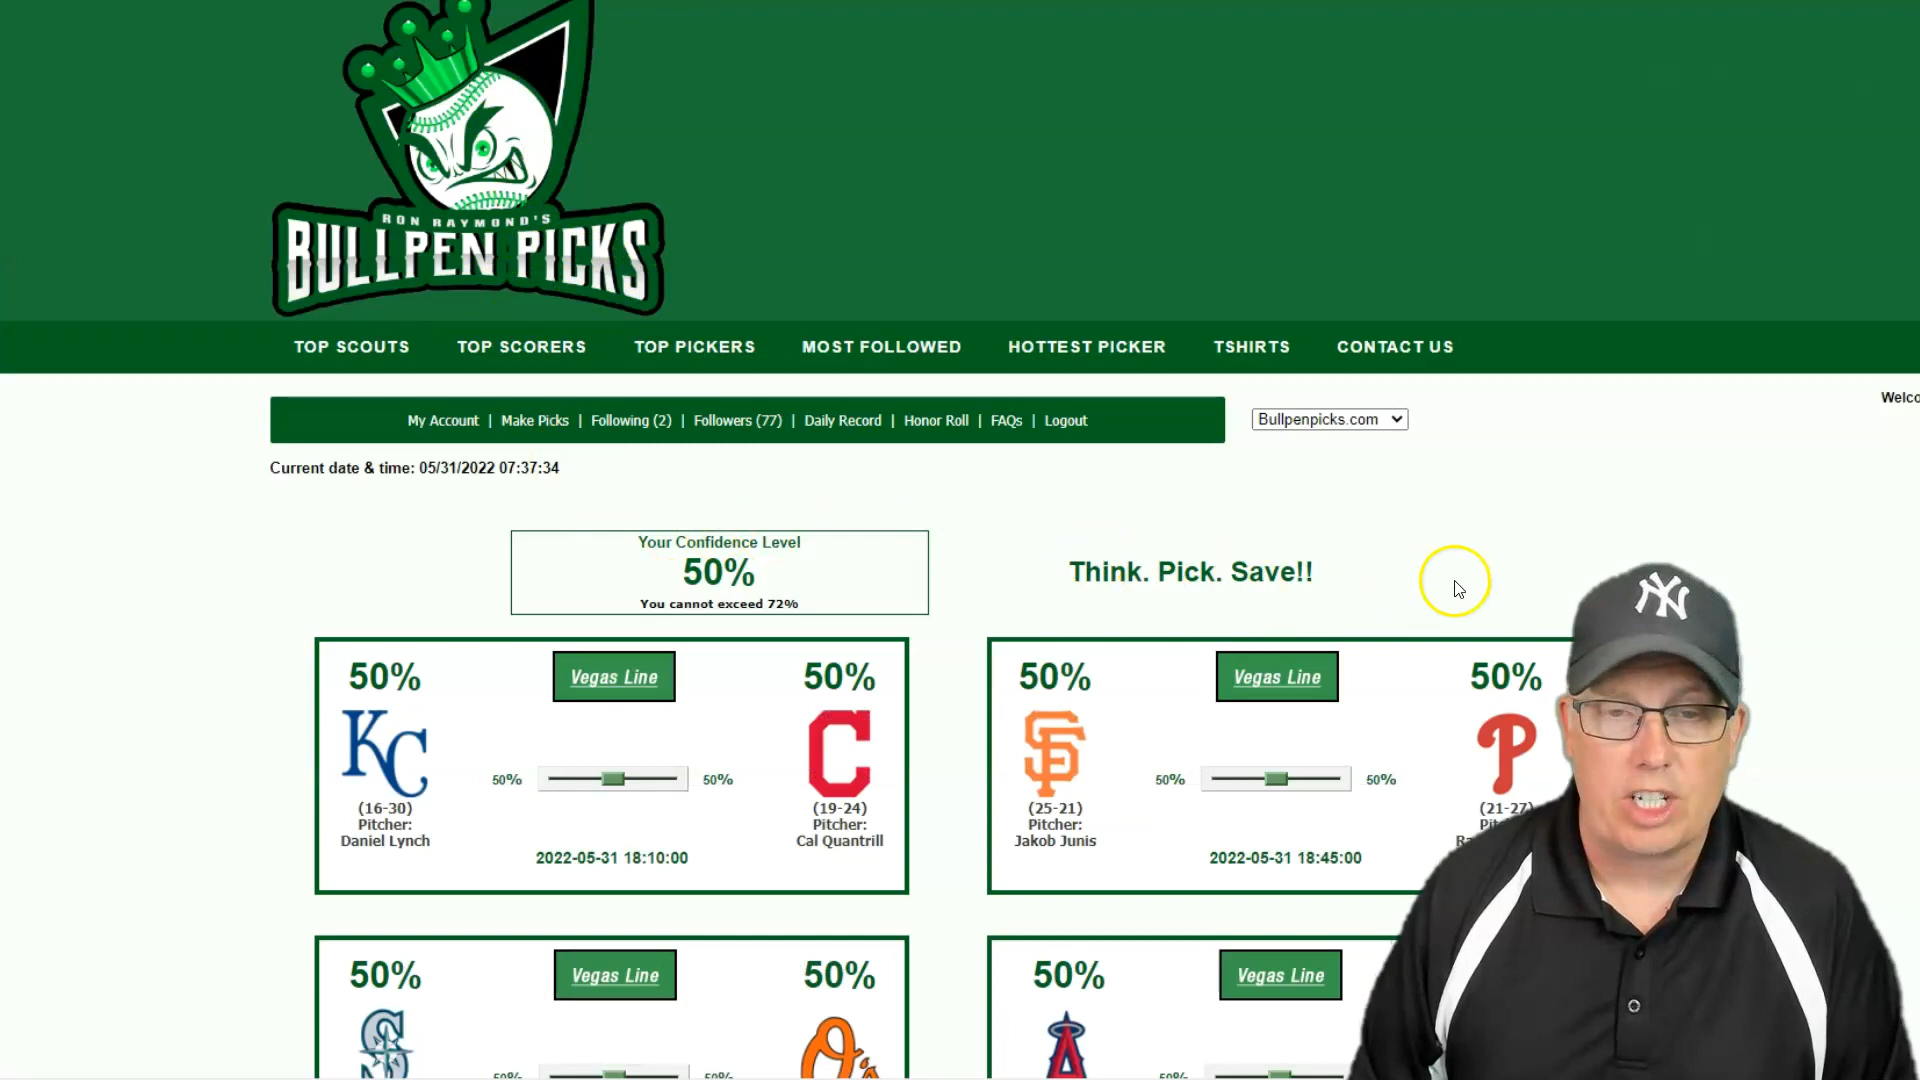 RON RAYMOND'S
BULLPEN PICKS
TOP SCOUTS TOP SCORERS TOP PICKERS MOST FOLLOWED HOTTEST PICKER TSHIRTS CONTACT US
My Account | Make Picks | Following (2) | Followers (77) | Daily Record | Honor Roll | FAQs | Logout
Bullpenpicks.com
Current date & time: 05/31/2022 07:37:34
Your Confidence Level
50%
You cannot exceed 72%
Think. Pick. Save!!
50% Vegas Line 50%
KC C
50% 50%
(16-30) (19-24)
Pitcher: Pitcher:
Daniel Lynch Cal Quantrill
2022-05-31 18:10:00
50% Vegas Line 50%
SF P
50% 50%
(25-21) (21-27)
Pitcher:
Jakob Junis
2022-05-31 18:45:00
50% Vegas Line 50%
S O's
50% 50%
50% Vegas Line
A
50%
NY